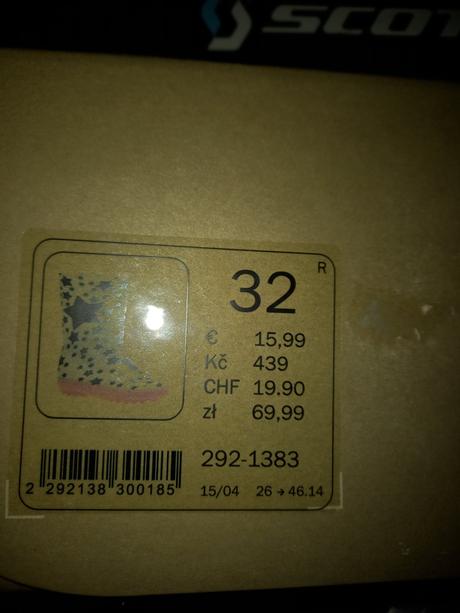 SCOT
R
32
€ 15,99
Kč 439
CHF 19.90
zł 69,99
292-1383
2 292138 300185
15/04 26 → 46.14